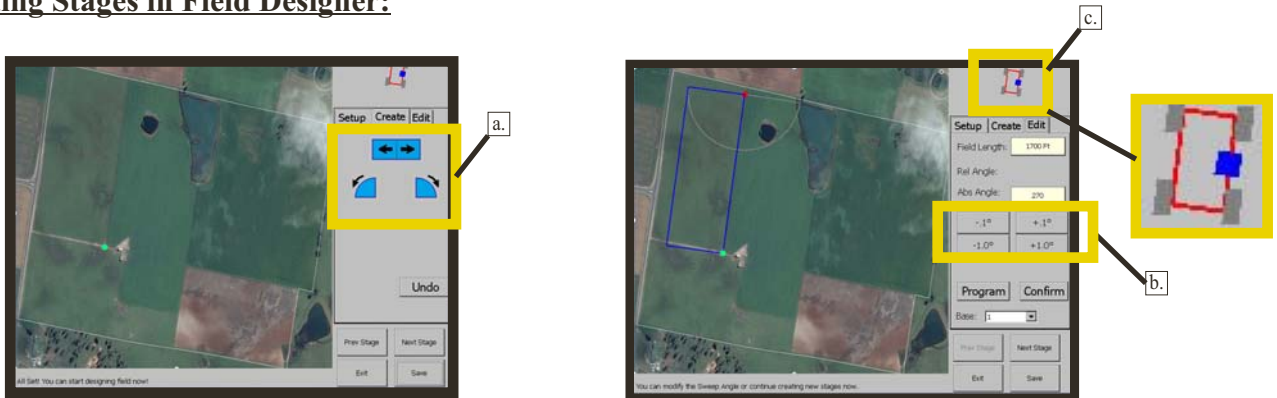 ing Stages in Field Designer:
c.
Setup Create Edit
a.
Undo
Prev Stage Next Stage
Exit Save
All Set! You can start designing field now!
Setup Create Edit
Field Length: 1700 Ft
Rel Angle:
Abs Angle: 270
-.1° +.1°
-1.0° +1.0°
b.
Program Confirm
Base: 1
Prev Stage Next Stage
Exit Save
You can modify the Sweep Angle or continue creating new stages now.